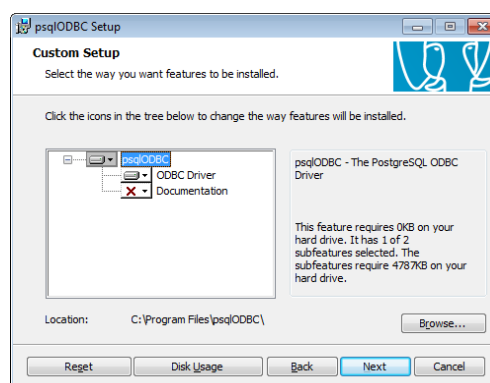 psqlODBC Setup
Custom Setup
Select the way you want features to be installed.
Click the icons in the tree below to change the way features will be installed.
psqlODBC
ODBC Driver
Documentation
psqlODBC - The PostgreSQL ODBC
Driver
This feature requires 0KB on your
hard drive. It has 1 of 2
subfeatures selected. The
subfeatures require 4787KB on your
hard drive.
Location: C:\Program Files\psqlODBC\
Browse...
Reset Disk Usage Back Next Cancel